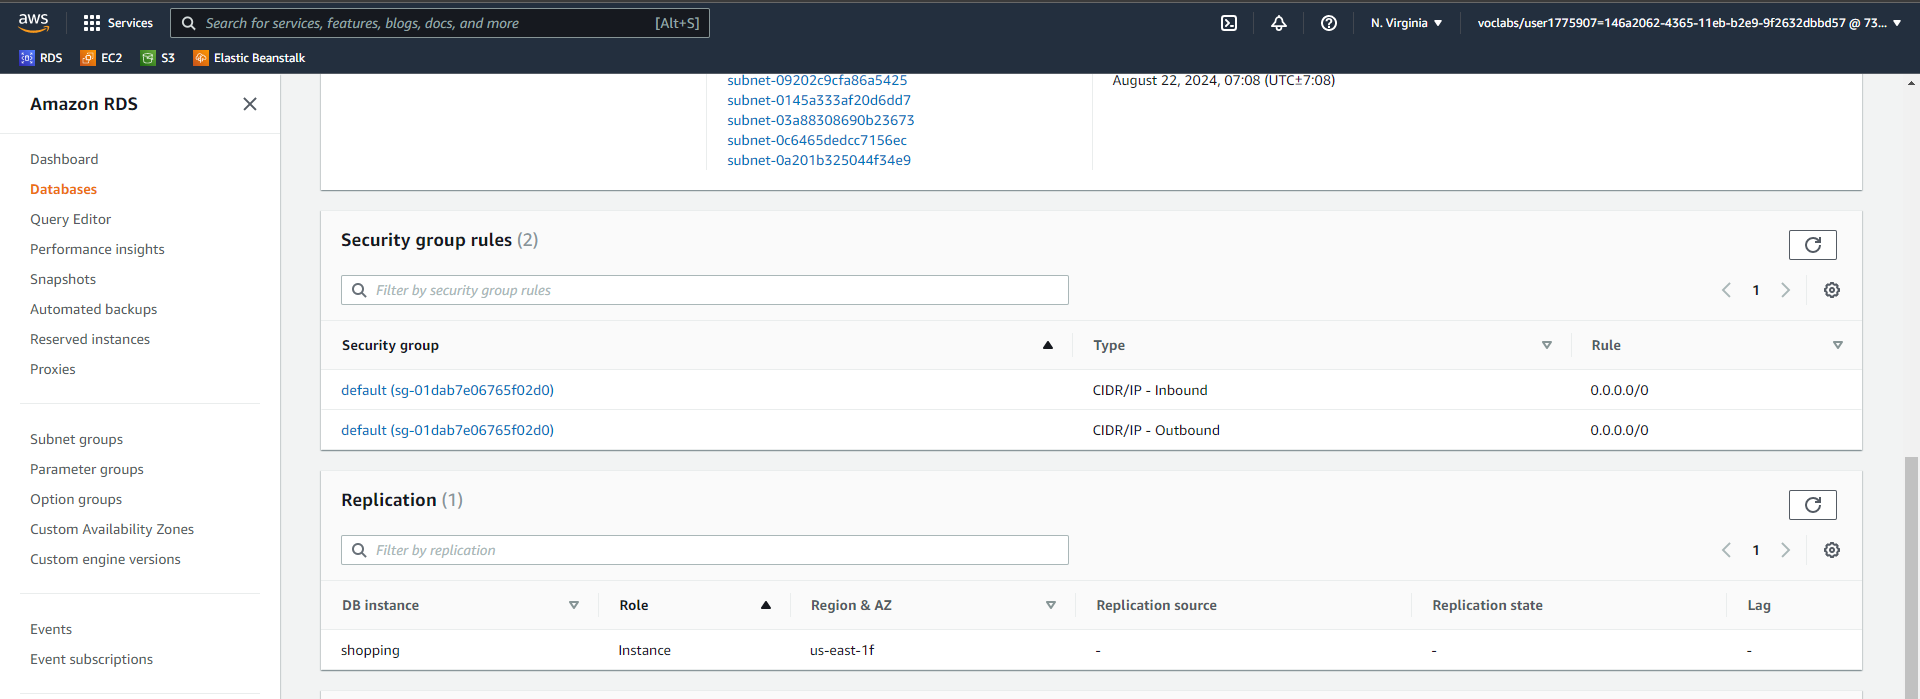 aws
Services
Search for services, features, blogs, docs, and more
[Alt+S]
N. Virginia ▼
voclabs/user1775907=146a2062-4365-11eb-b2e9-9f2632dbbd57 @ 73... ▼
RDS
EC2
S3
Elastic Beanstalk
Amazon RDS
Dashboard
Databases
Query Editor
Performance insights
Snapshots
Automated backups
Reserved instances
Proxies
Subnet groups
Parameter groups
Option groups
Custom Availability Zones
Custom engine versions
Events
Event subscriptions
subnet-09202c9cfa86a5425
subnet-0145a333af20d6dd7
subnet-03a88308690b23673
subnet-0c6465dedcc7156ec
subnet-0a201b325044f34e9
August 22, 2024, 07:08 (UTC±7:08)
Security group rules (2)
Filter by security group rules
1
Security group Type Rule
default (sg-01dab7e06765f02d0) CIDR/IP - Inbound 0.0.0.0/0
default (sg-01dab7e06765f02d0) CIDR/IP - Outbound 0.0.0.0/0
Replication (1)
Filter by replication
1
DB instance Role Region & AZ Replication source Replication state Lag
shopping Instance us-east-1f - - -